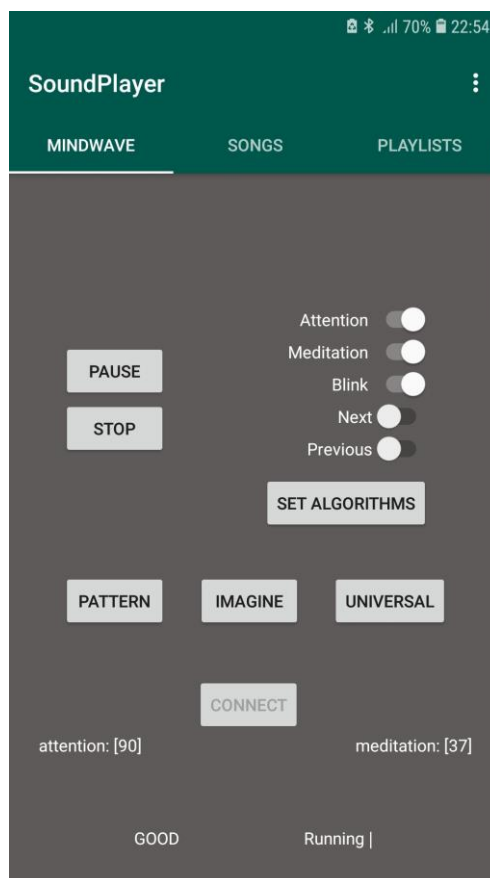 70% 22:54
SoundPlayer
MINDWAVE SONGS PLAYLISTS
Attention
Meditation
PAUSE
Blink
Next
STOP
Previous
SET ALGORITHMS
PATTERN IMAGINE UNIVERSAL
CONNECT
attention: [90] meditation: [37]
GOOD Running |